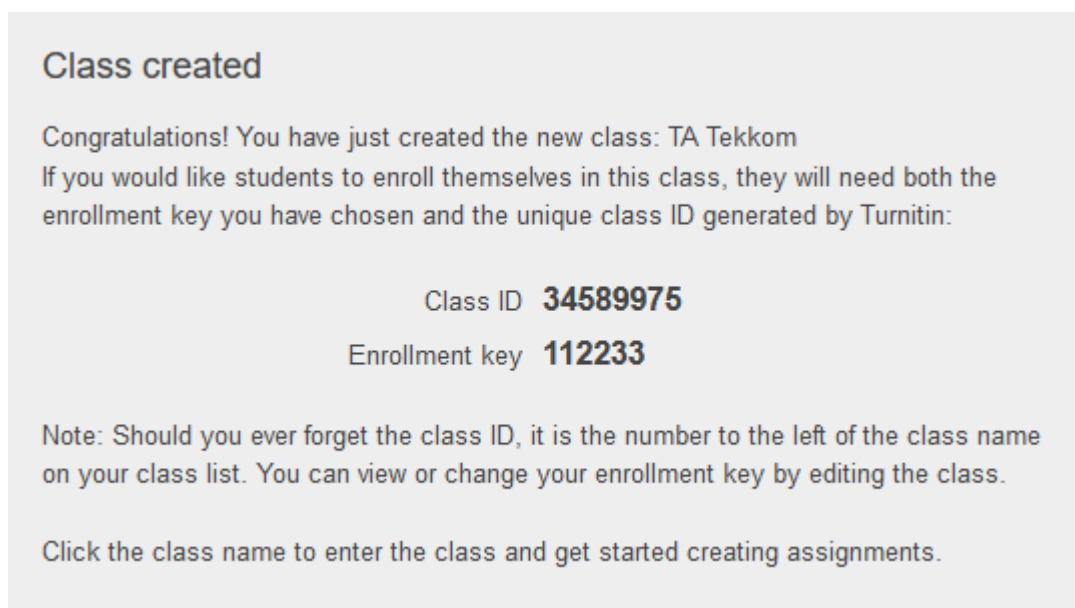 Class created
Congratulations! You have just created the new class: TA Tekkom
If you would like students to enroll themselves in this class, they will need both the
enrollment key you have chosen and the unique class ID generated by Turnitin:
Class ID 34589975
Enrollment key 112233
Note: Should you ever forget the class ID, it is the number to the left of the class name
on your class list. You can view or change your enrollment key by editing the class.
Click the class name to enter the class and get started creating assignments.